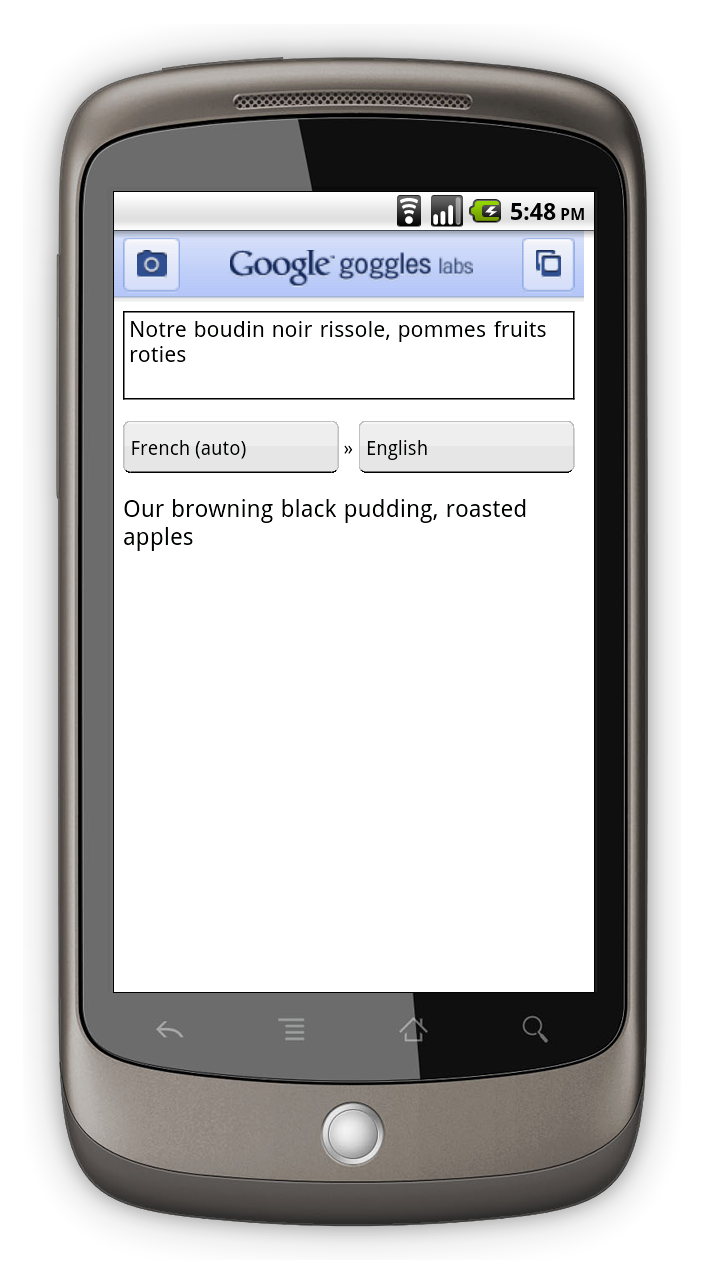 5:48 PM
Google goggles labs
Notre boudin noir rissole, pommes fruits
roties
French (auto) » English
Our browning black pudding, roasted
apples